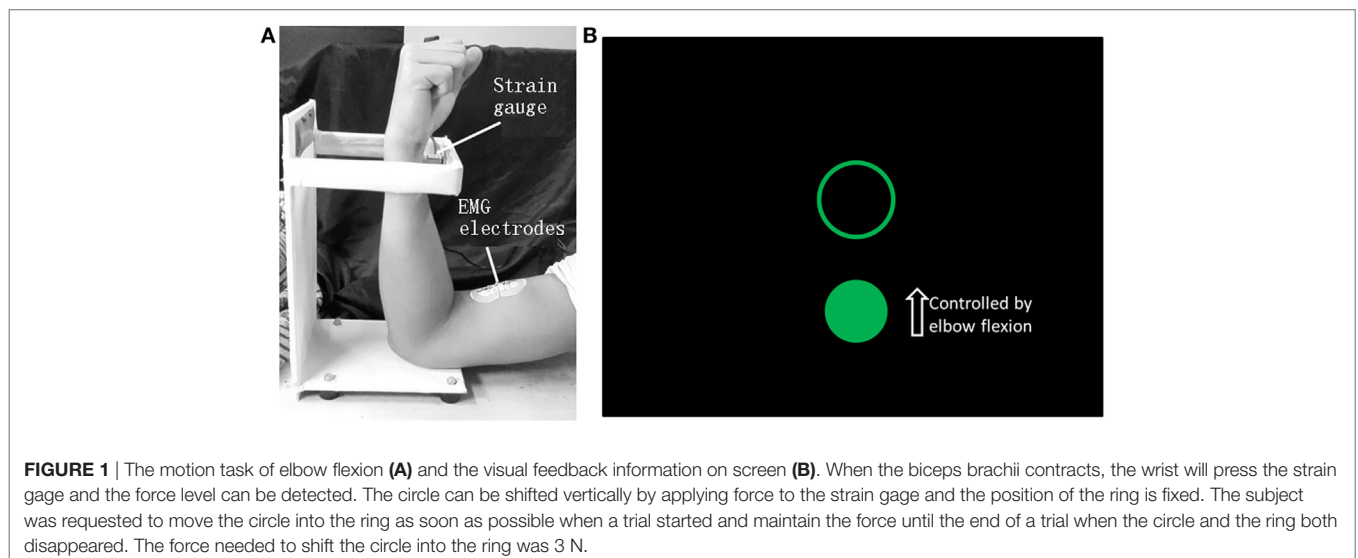 A
B
Strain
gauge
EMG
electrodes
Controlled by
elbow flexion
FIGURE 1 | The motion task of elbow flexion (A) and the visual feedback information on screen (B). When the biceps brachii contracts, the wrist will press the strain
gage and the force level can be detected. The circle can be shifted vertically by applying force to the strain gage and the position of the ring is fixed. The subject
was requested to move the circle into the ring as soon as possible when a trial started and maintain the force until the end of a trial when the circle and the ring both
disappeared. The force needed to shift the circle into the ring was 3 N.